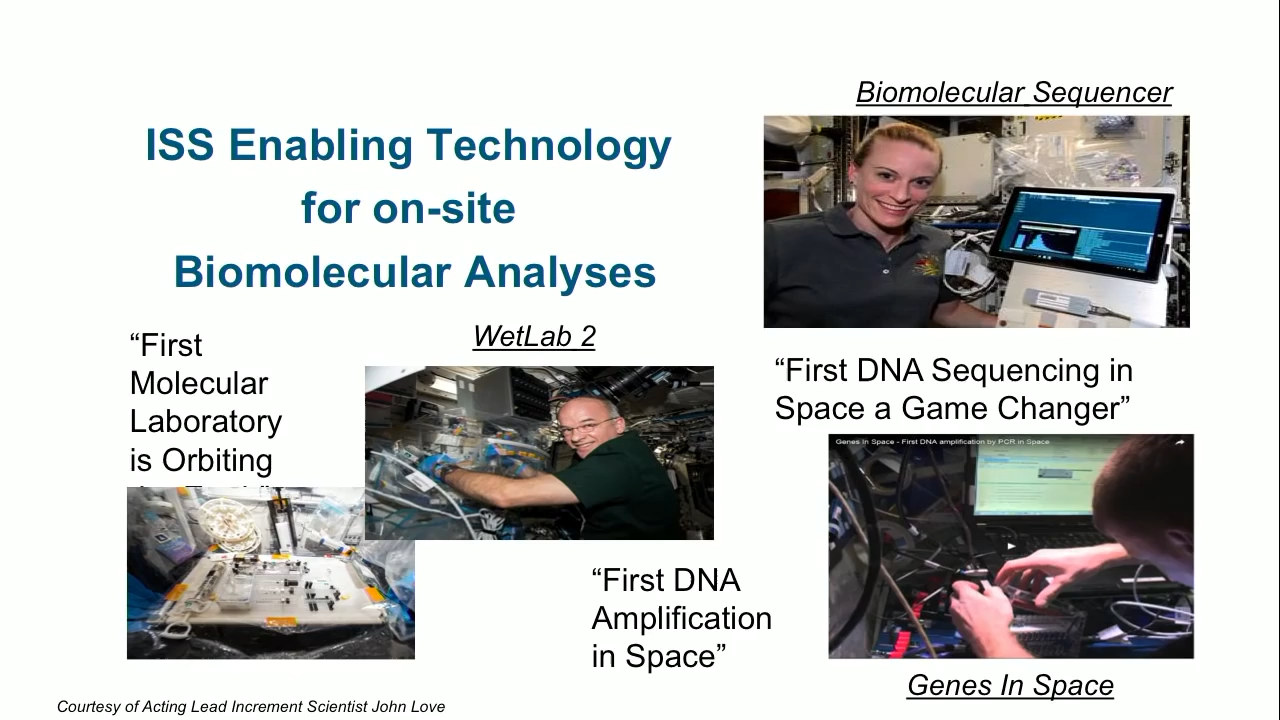 Biomolecular Sequencer
ISS Enabling Technology
for on-site
Biomolecular Analyses
WetLab 2
“First
Molecular
Laboratory
is Orbiting
“First DNA Sequencing in
Space a Game Changer”
Genes In Space - First DNA amplification by PCR in Space
“First DNA
Amplification
in Space”
Genes In Space
Courtesy of Acting Lead Increment Scientist John Love